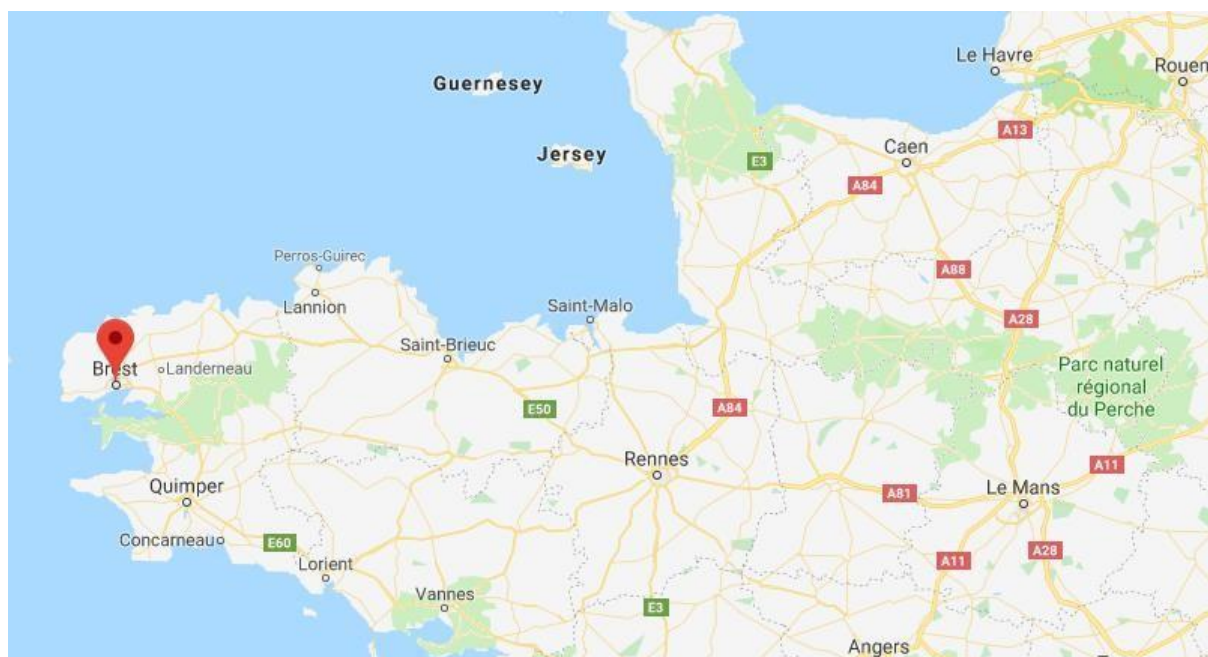 Le Havre
Rouen
Guernesey
A13
Caen
Jersey
E3
A84
Perros-Guirec
A88
Lannion
Saint-Malo
A28
Saint-Brieuc
Brest
Landerneau
Parc naturel
régional
du Perche
E50
A84
Rennes
A11
Quimper
A81
Le Mans
Concarneau
E60
A28
Lorient
A11
Vannes
E3
Angers